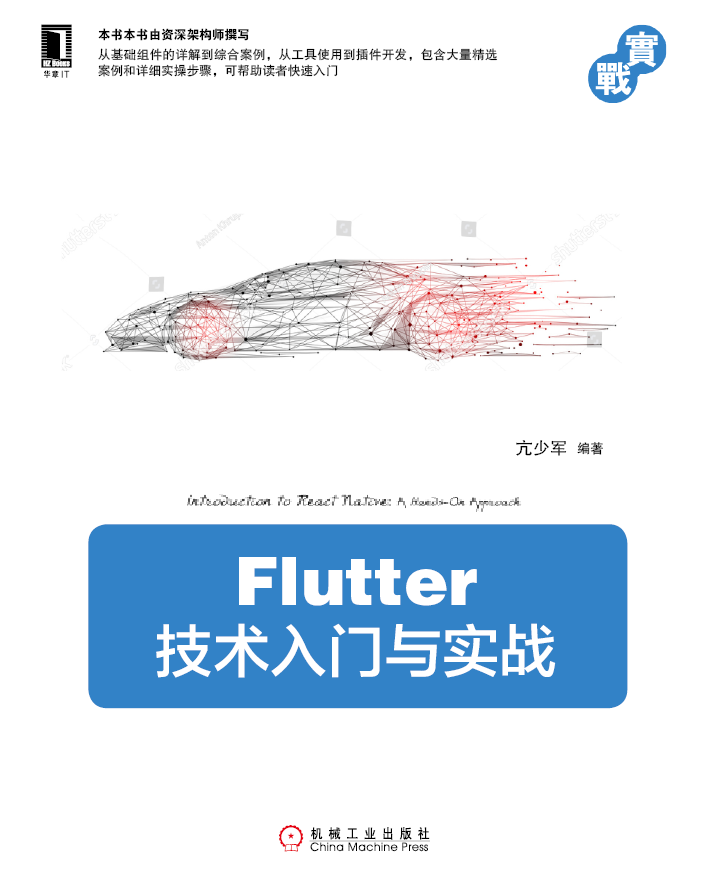 本书本书由资深架构师撰写
从基础组件的详解到综合案例，从工具使用到插件开发，包含大量精选
案例和详细实操步骤，可帮助读者快速入门
HZ Books
华章IT
實
戰
亢少军 编著
Introduction to React Native: A Hands-On Approach
Flutter
技术入门与实战
机械工业出版社
China Machine Press